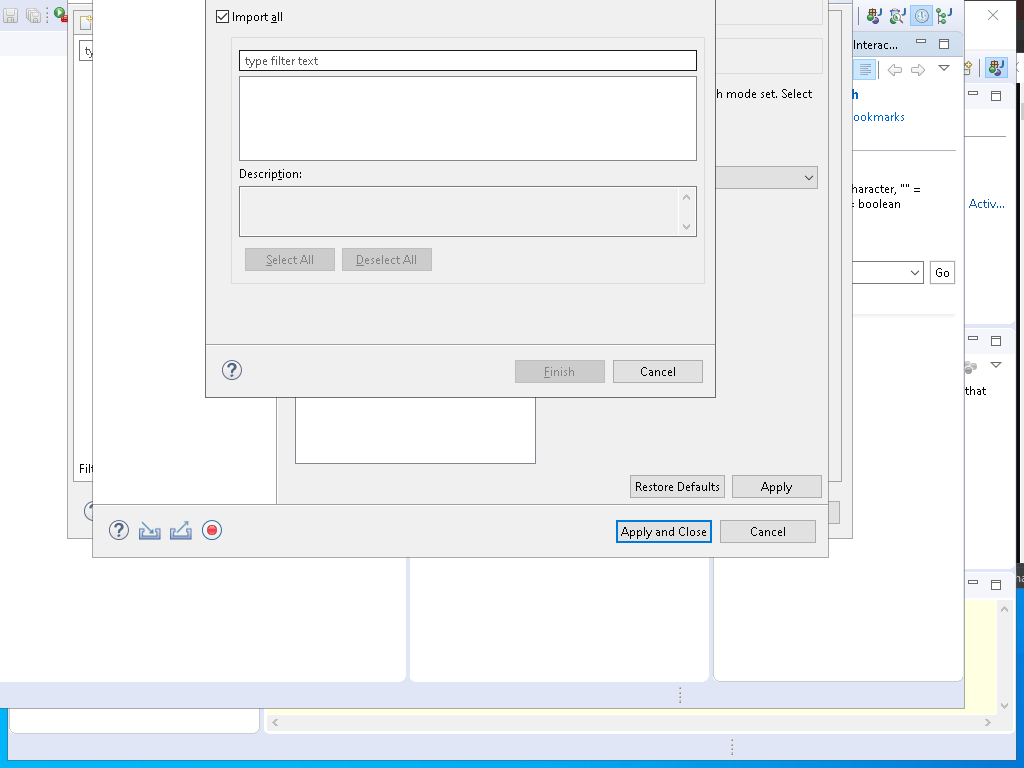 Import all
ty
type filter text
Interac...
h mode set. Select
h
ookmarks
Description:
haracter, "" =
= boolean
Activ...
Select All
Deselect All
Go
Finish
Cancel
that
Filt
Restore Defaults
Apply
Apply and Close
Cancel